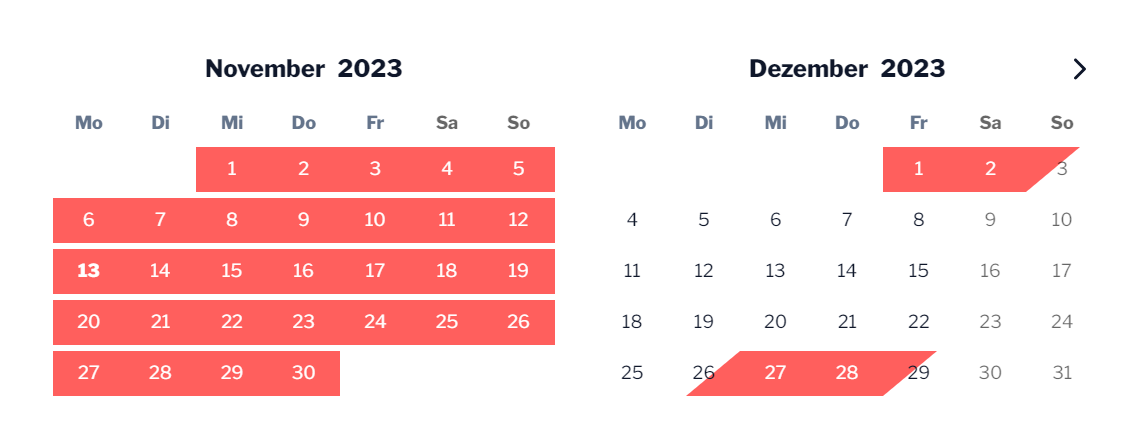 November 2023
Mo Di Mi Do Fr Sa So
1 2 3 4 5
6 7 8 9 10 11 12
13 14 15 16 17 18 19
20 21 22 23 24 25 26
27 28 29 30
Dezember 2023
Mo Di Mi Do Fr Sa So
1 2 3
4 5 6 7 8 9 10
11 12 13 14 15 16 17
18 19 20 21 22 23 24
25 26 27 28 29 30 31